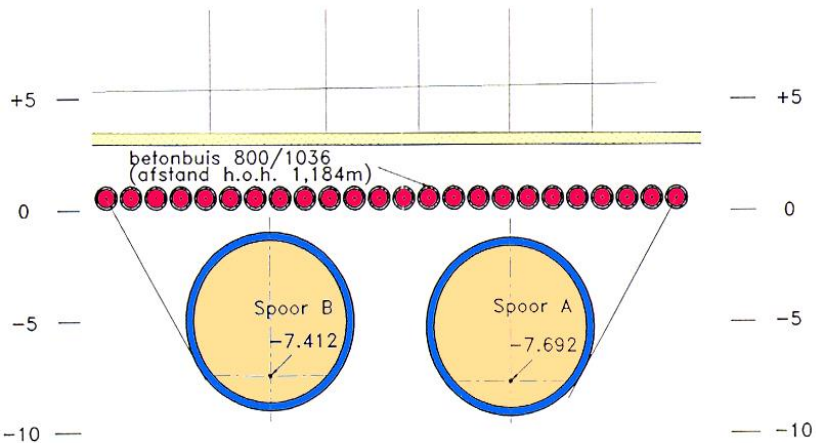 +5
+5
betonbuis 800/1036
(afstand h.o.h. 1,184m)
0
0
Spoor B
Spoor A
-5
-5
-7.412
-7.692
-10
-10